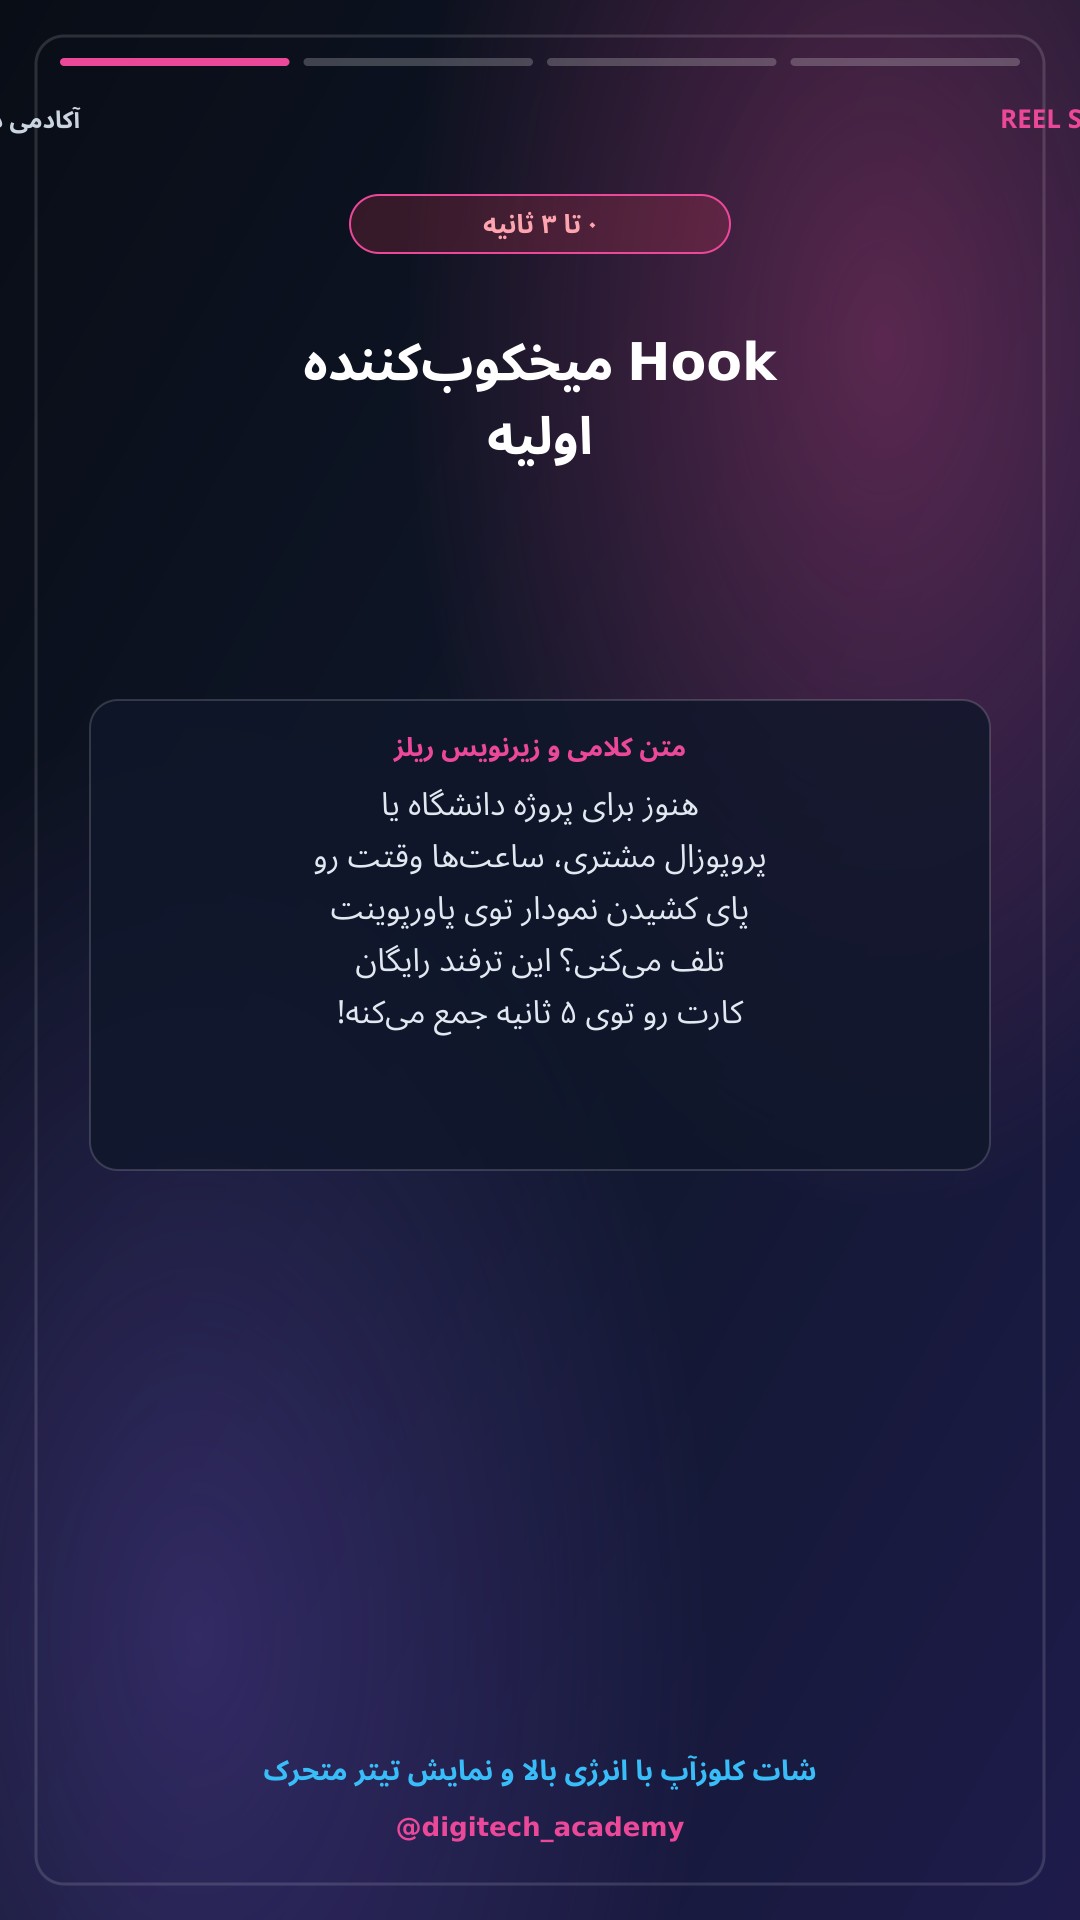 آکادمی
REEL S
۰ تا ۳ ثانیه
Hook میخکوب‌کننده
اولیه
متن کلامی و زیرنویس ریلز
هنوز برای پروژه دانشگاه یا
پروپوزال مشتری، ساعت‌ها وقتت رو
پای کشیدن نمودار توی پاورپوینت
تلف می‌کنی؟ این ترفند رایگان
کارت رو توی ۵ ثانیه جمع می‌کنه!
شات کلوزآپ با انرژی بالا و نمایش تیتر متحرک
@digitech_academy